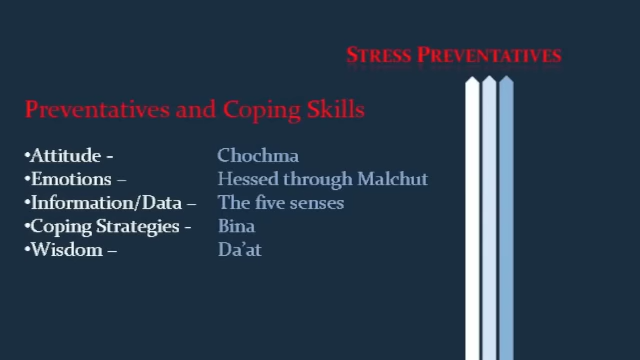 STRESS PREVENTATIVES
Preventatives and Coping Skills
•Attitude - Chochma
•Emotions – Hessed through Malchut
•Information/Data – The five senses
•Coping Strategies - Bina
•Wisdom – Da'at